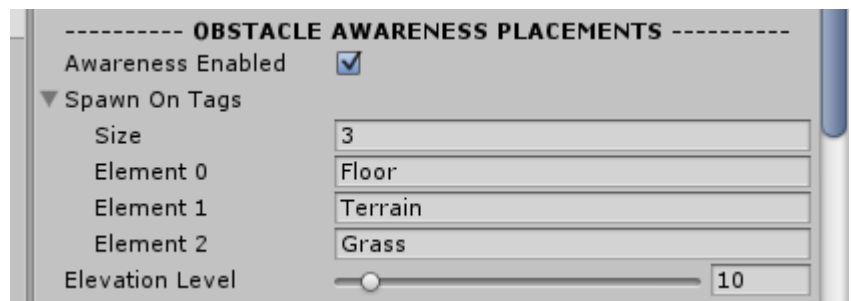 ---------- OBSTACLE AWARENESS PLACEMENTS ----------
Awareness Enabled
Spawn On Tags
Size 3
Element 0 Floor
Element 1 Terrain
Element 2 Grass
Elevation Level 10